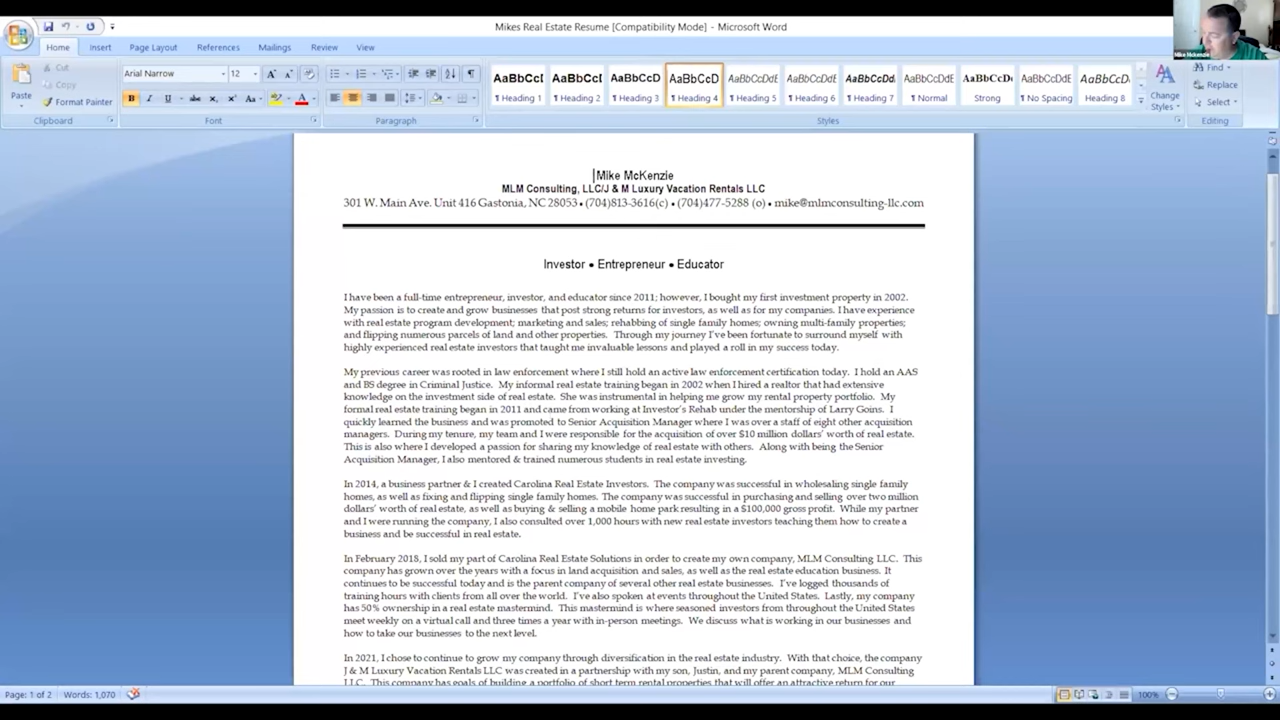 Mikes Real Estate Resume [Compatibility Mode] - Microsoft Word
Mike Mckenzie
Home Insert Page Layout References Mailings Review View
Paste
Cut
Copy
Format Painter
Clipboard
Arial Narrow 12
Font
Paragraph
AaBbCcI AaBbCc AaBbCcD AaBbCcD AaBbCcDdE AaBbCcDdE AaBbCcDd AaBbCcDdE AaBbCcDc AaBbCcDdE AaBbCcDd
¶ Heading 1 ¶ Heading 2 ¶ Heading 3 ¶ Heading 4 ¶ Heading 5 ¶ Heading 6 ¶ Heading 7 ¶ Normal Strong ¶ No Spacing Heading 8
Styles
Change Styles
Find
Replace
Select
Editing
Mike McKenzie
MLM Consulting, LLC/J & M Luxury Vacation Rentals LLC
301 W. Main Ave. Unit 416 Gastonia, NC 28053 • (704)813-3616(c) • (704)477-5288 (o) • mike@mlmconsulting-llc.com
Investor • Entrepreneur • Educator
I have been a full-time entrepreneur, investor, and educator since 2011; however, I bought my first investment property in 2002.
My passion is to create and grow businesses that post strong returns for investors, as well as for my companies. I have experience
with real estate program development; marketing and sales; rehabbing of single family homes; owning multi-family properties;
and flipping numerous parcels of land and other properties. Through my journey I've been fortunate to surround myself with
highly experienced real estate investors that taught me invaluable lessons and played a roll in my success today.
My previous career was rooted in law enforcement where I still hold an active law enforcement certification today. I hold an AAS
and BS degree in Criminal Justice. My informal real estate training began in 2002 when I hired a realtor that had extensive
knowledge on the investment side of real estate. She was instrumental in helping me grow my rental property portfolio. My
formal real estate training began in 2011 and came from working at Investor's Rehab under the mentorship of Larry Goins. I
quickly learned the business and was promoted to Senior Acquisition Manager where I was over a staff of eight other acquisition
managers. During my tenure, my team and I were responsible for the acquisition of over $10 million dollars' worth of real estate.
This is also where I developed a passion for sharing my knowledge of real estate with others. Along with being the Senior
Acquisition Manager, I also mentored & trained numerous students in real estate investing.
In 2014, a business partner & I created Carolina Real Estate Investors. The company was successful in wholesaling single family
homes, as well as fixing and flipping single family homes. The company was successful in purchasing and selling over two million
dollars' worth of real estate, as well as buying & selling a mobile home park resulting in a $100,000 gross profit. While my partner
and I were running the company, I also consulted over 1,000 hours with new real estate investors teaching them how to create a
business and be successful in real estate.
In February 2018, I sold my part of Carolina Real Estate Solutions in order to create my own company, MLM Consulting LLC. This
company has grown over the years with a focus in land acquisition and sales, as well as the real estate education business. It
continues to be successful today and is the parent company of several other real estate businesses. I've logged thousands of
training hours with clients from all over the world. I've also spoken at events throughout the United States. Lastly, my company
has 50% ownership in a real estate mastermind. This mastermind is where seasoned investors from throughout the United States
meet weekly on a virtual call and three times a year with in-person meetings. We discuss what is working in our businesses and
how to take our businesses to the next level.
In 2021, I chose to continue to grow my company through diversification in the real estate industry. With that choice, the company
J & M Luxury Vacation Rentals LLC was created in a partnership with my son, Justin, and my parent company, MLM Consulting
LLC. This company has goals of building a portfolio of short term rental properties that will offer an attractive return for our
Page: 1 of 2 Words: 1,070 100%